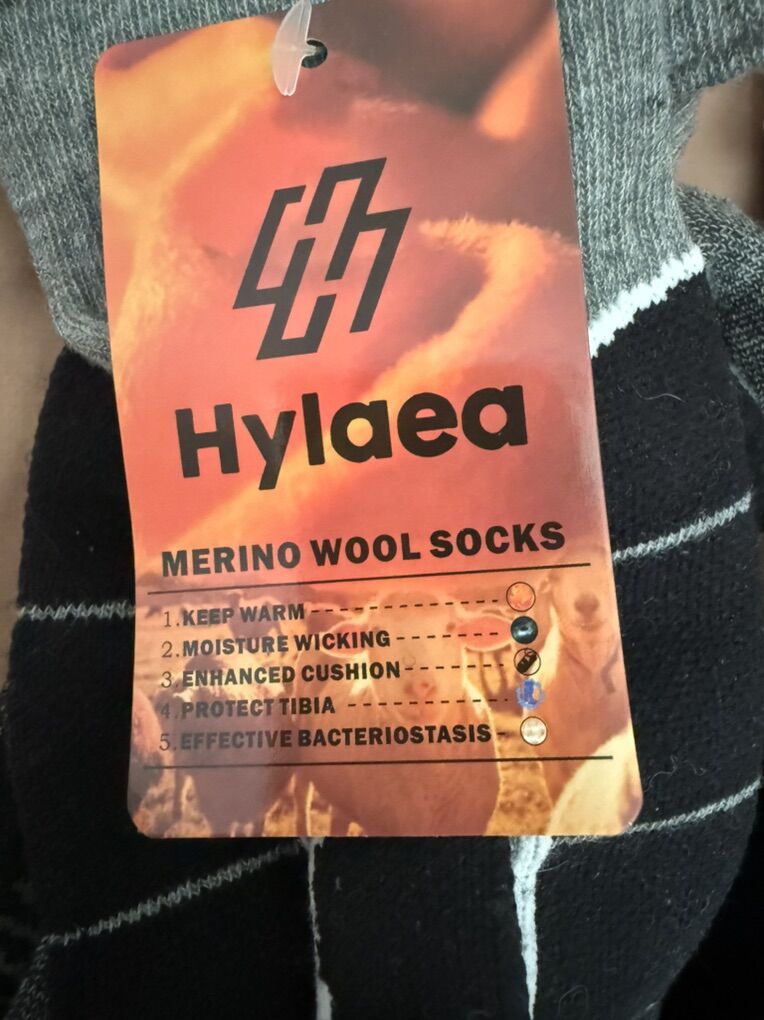 Hylaea
MERINO WOOL SOCKS
1.KEEP WARM
2.MOISTURE WICKING
3.ENHANCED CUSHION
4.PROTECT TIBIA
5.EFFECTIVE BACTERIOSTASIS